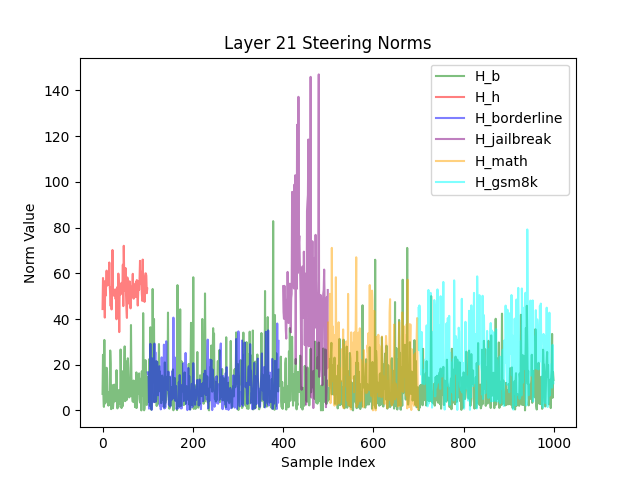 Layer 21 Steering Norms
H_b
H_h
H_borderline
H_jailbreak
H_math
H_gsm8k
Norm Value
140
120
100
80
60
40
20
0
0
200
400
600
800
1000
Sample Index